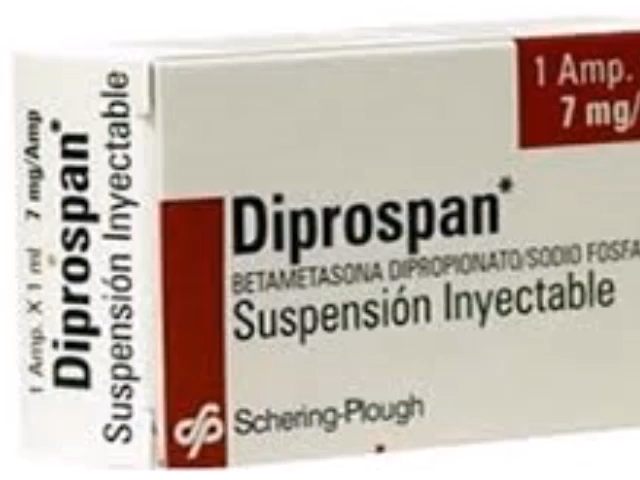 1 Amp. X 1 ml 7 mg/Amp
Diprospan*
Suspensión Inyectable
1 Amp.
7 mg/
Diprospan*
BETAMETASONA DIPROPIONATO/SODIO FOSFA
Suspensión Inyectable
Schering-Plough